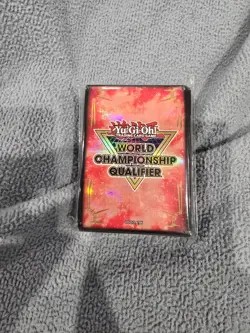 Yu-Gi-Oh!
TRADING CARD GAME
WORLD
CHAMPIONSHIP
QUALIFIER